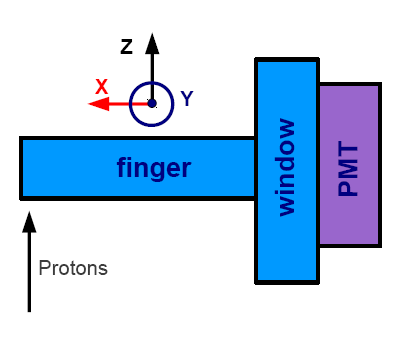 Z
X
Y
finger
window
PMT
Protons